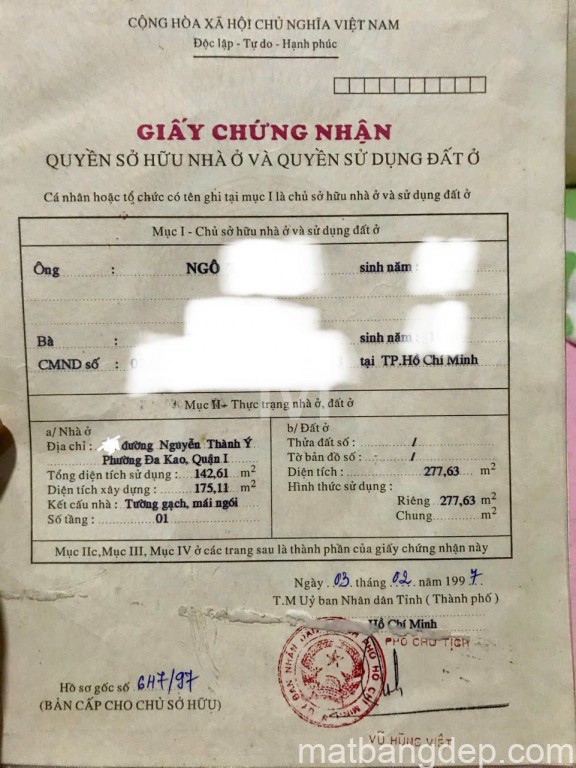 CỘNG HÒA XÃ HỘI CHỦ NGHĨA VIỆT NAM
Độc lập - Tự do - Hạnh phúc
GIẤY CHỨNG NHẬN
QUYỀN SỞ HỮU NHÀ Ở VÀ QUYỀN SỬ DỤNG ĐẤT Ở
Cá nhân hoặc tổ chức có tên ghi tại mục I là chủ sở hữu nhà ở và sử dụng đất ở
Mục I - Chủ sở hữu nhà ở và sử dụng đất ở
Ông : NGÔ sinh năm :
Bà : sinh năm :
CMND số : tại TP.Hồ Chí Minh
Mục II - Thực trạng nhà ở, đất ở
a/ Nhà ở
Địa chỉ : đường Nguyễn Thành Ý
Phường Đa Kao, Quận I
Tổng diện tích sử dụng : 142,61 m2
Diện tích xây dựng : 175,11 m2
Kết cấu nhà : Tường gạch, mái ngói
Số tầng : 01
b/ Đất ở
Thửa đất số : /
Tờ bản đồ số : /
Diện tích : 277,63 m2
Hình thức sử dụng :
Riêng 277,63 m2
Chung m2
Mục IIc, Mục III, Mục IV ở các trang sau là thành phần của giấy chứng nhận này
Ngày 03 tháng 02 năm 1997
T.M Uỷ ban Nhân dân Tỉnh ( Thành phố )
Hồ Chí Minh
PHÓ CHỦ TỊCH
Hồ sơ gốc số 647/97
(BẢN CẤP CHO CHỦ SỞ HỮU)
VŨ HÙNG VIỆT
matbangdep.com